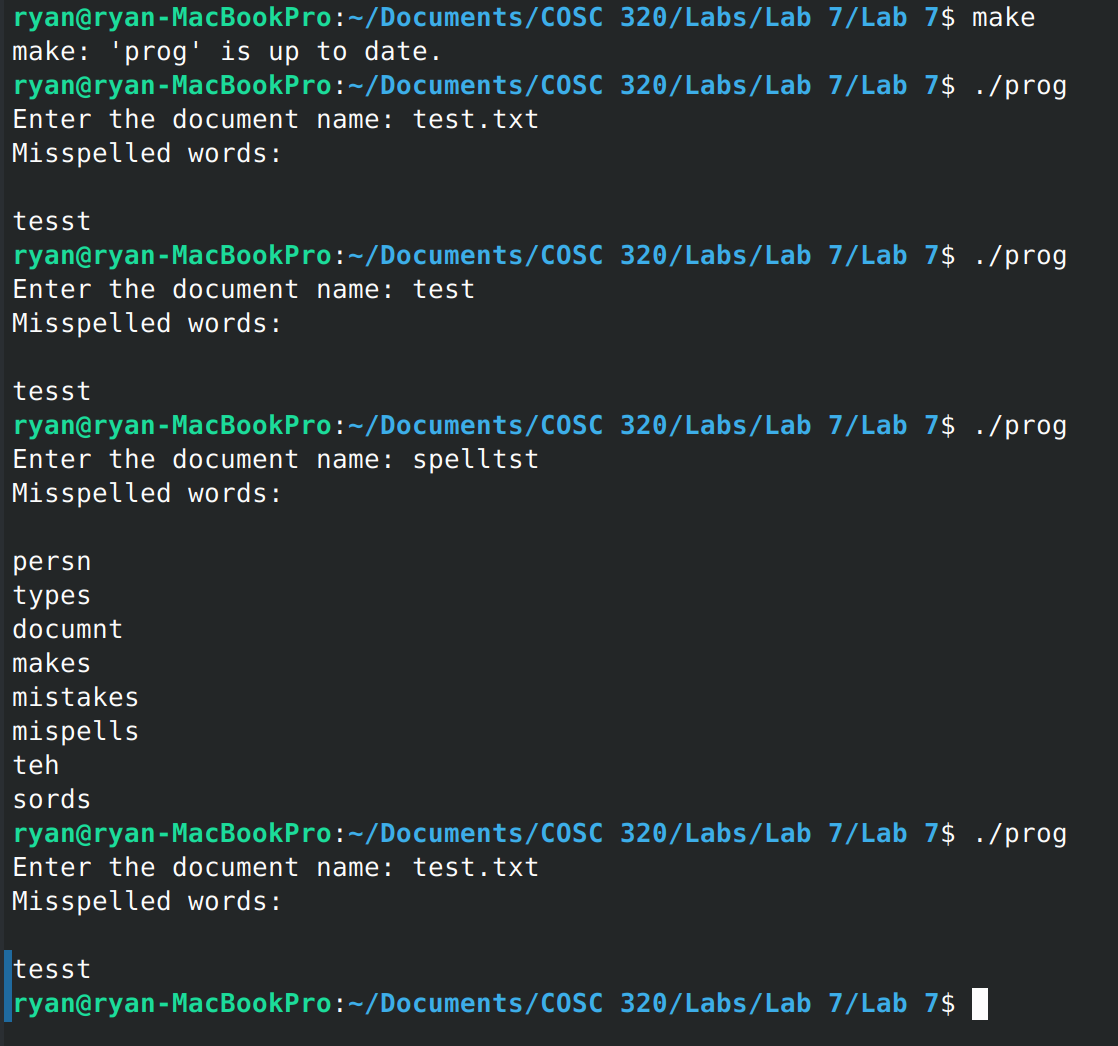 ryan@ryan-MacBookPro:~/Documents/COSC 320/Labs/Lab 7/Lab 7$ make
make: 'prog' is up to date.
ryan@ryan-MacBookPro:~/Documents/COSC 320/Labs/Lab 7/Lab 7$ ./prog
Enter the document name: test.txt
Misspelled words:
tesst
ryan@ryan-MacBookPro:~/Documents/COSC 320/Labs/Lab 7/Lab 7$ ./prog
Enter the document name: test
Misspelled words:
tesst
ryan@ryan-MacBookPro:~/Documents/COSC 320/Labs/Lab 7/Lab 7$ ./prog
Enter the document name: spelltst
Misspelled words:
persn
types
documnt
makes
mistakes
mispells
teh
sords
ryan@ryan-MacBookPro:~/Documents/COSC 320/Labs/Lab 7/Lab 7$ ./prog
Enter the document name: test.txt
Misspelled words:
tesst
ryan@ryan-MacBookPro:~/Documents/COSC 320/Labs/Lab 7/Lab 7$